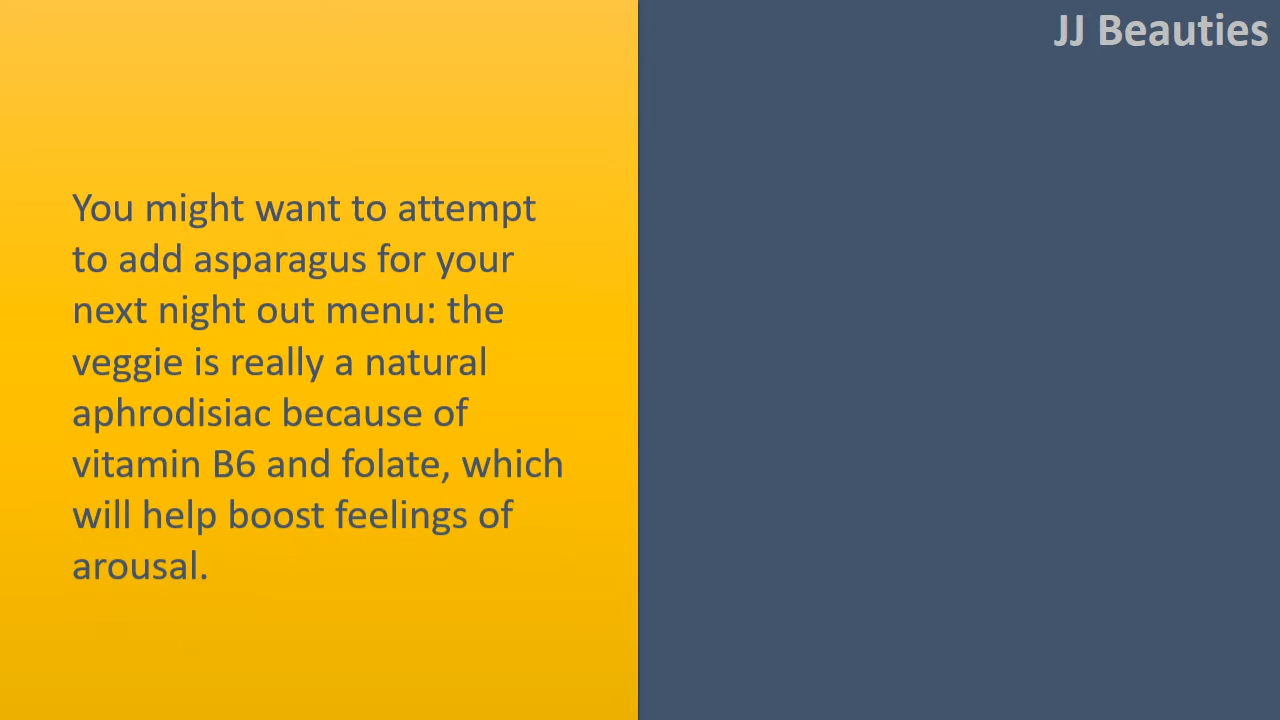 JJ Beauties
You might want to attempt
to add asparagus for your
next night out menu: the
veggie is really a natural
aphrodisiac because of
vitamin B6 and folate, which
will help boost feelings of
arousal.